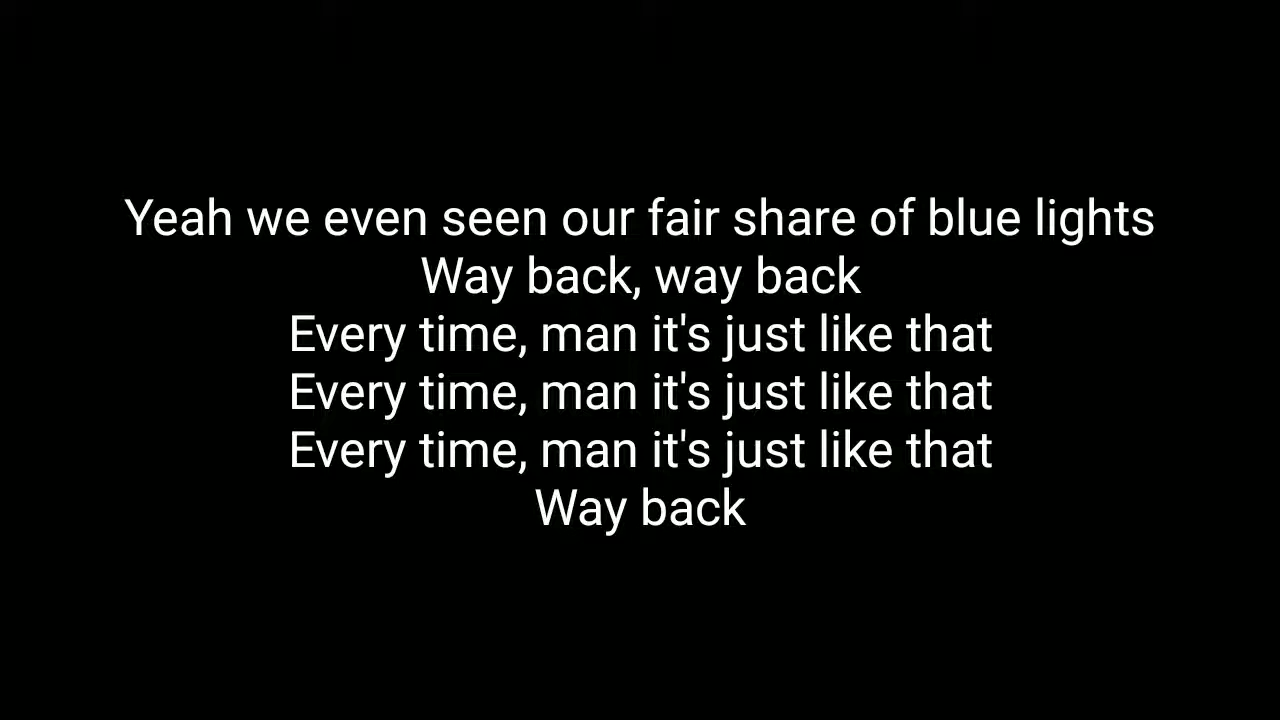 Yeah we even seen our fair share of blue lights
Way back, way back
Every time, man it's just like that
Every time, man it's just like that
Every time, man it's just like that
Way back